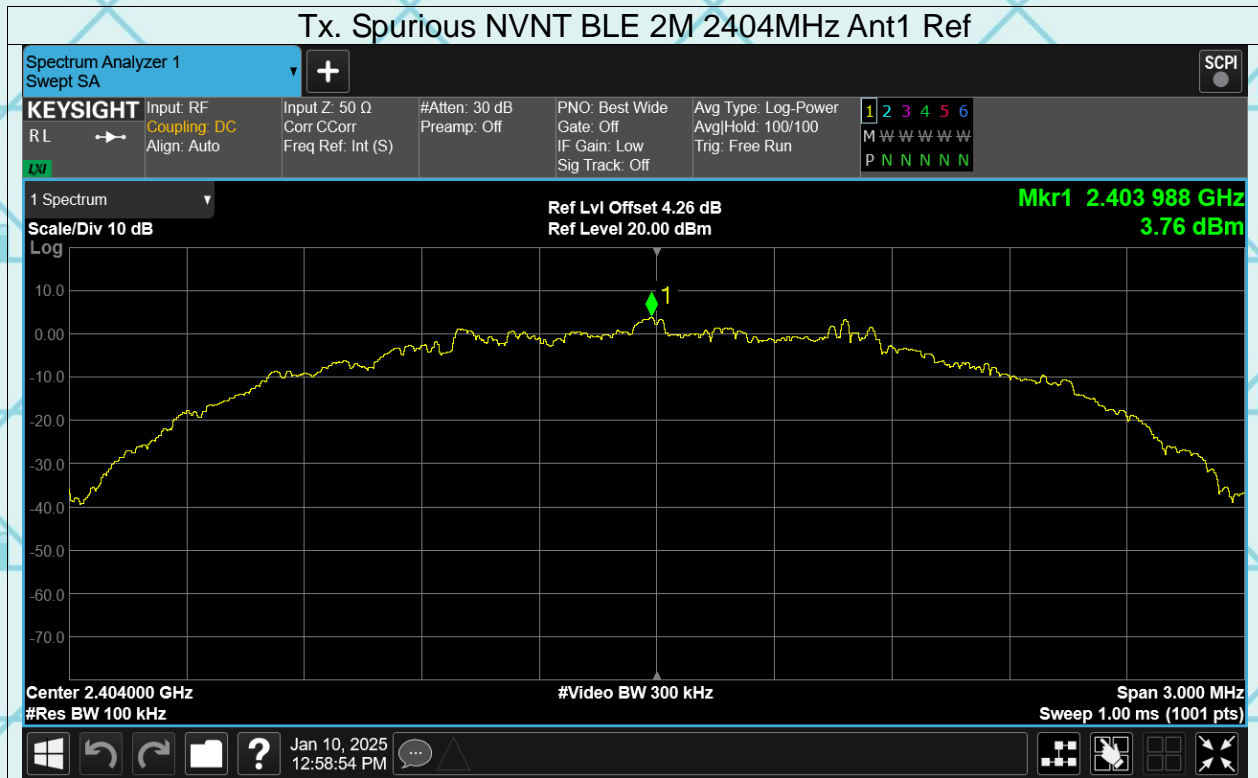 Tx. Spurious NVNT BLE 2M 2404MHz Ant1 Ref
Spectrum Analyzer 1
Swept SA
SCPI
KEYSIGHT
R L
LXI
Input: RF
Coupling: DC
Align: Auto
Input Z: 50 Ω
Corr CCorr
Freq Ref: Int (S)
#Atten: 30 dB
Preamp: Off
PNO: Best Wide
Gate: Off
IF Gain: Low
Sig Track: Off
Avg Type: Log-Power
Avg|Hold: 100/100
Trig: Free Run
1 2 3 4 5 6
M W W W W W
P N N N N N
1 Spectrum
Scale/Div 10 dB
Ref Lvl Offset 4.26 dB
Ref Level 20.00 dBm
Mkr1 2.403 988 GHz
3.76 dBm
Log
10.0
0.00
-10.0
-20.0
-30.0
-40.0
-50.0
-60.0
-70.0
1
Center 2.404000 GHz
#Res BW 100 kHz
#Video BW 300 kHz
Span 3.000 MHz
Sweep 1.00 ms (1001 pts)
?
Jan 10, 2025
12:58:54 PM